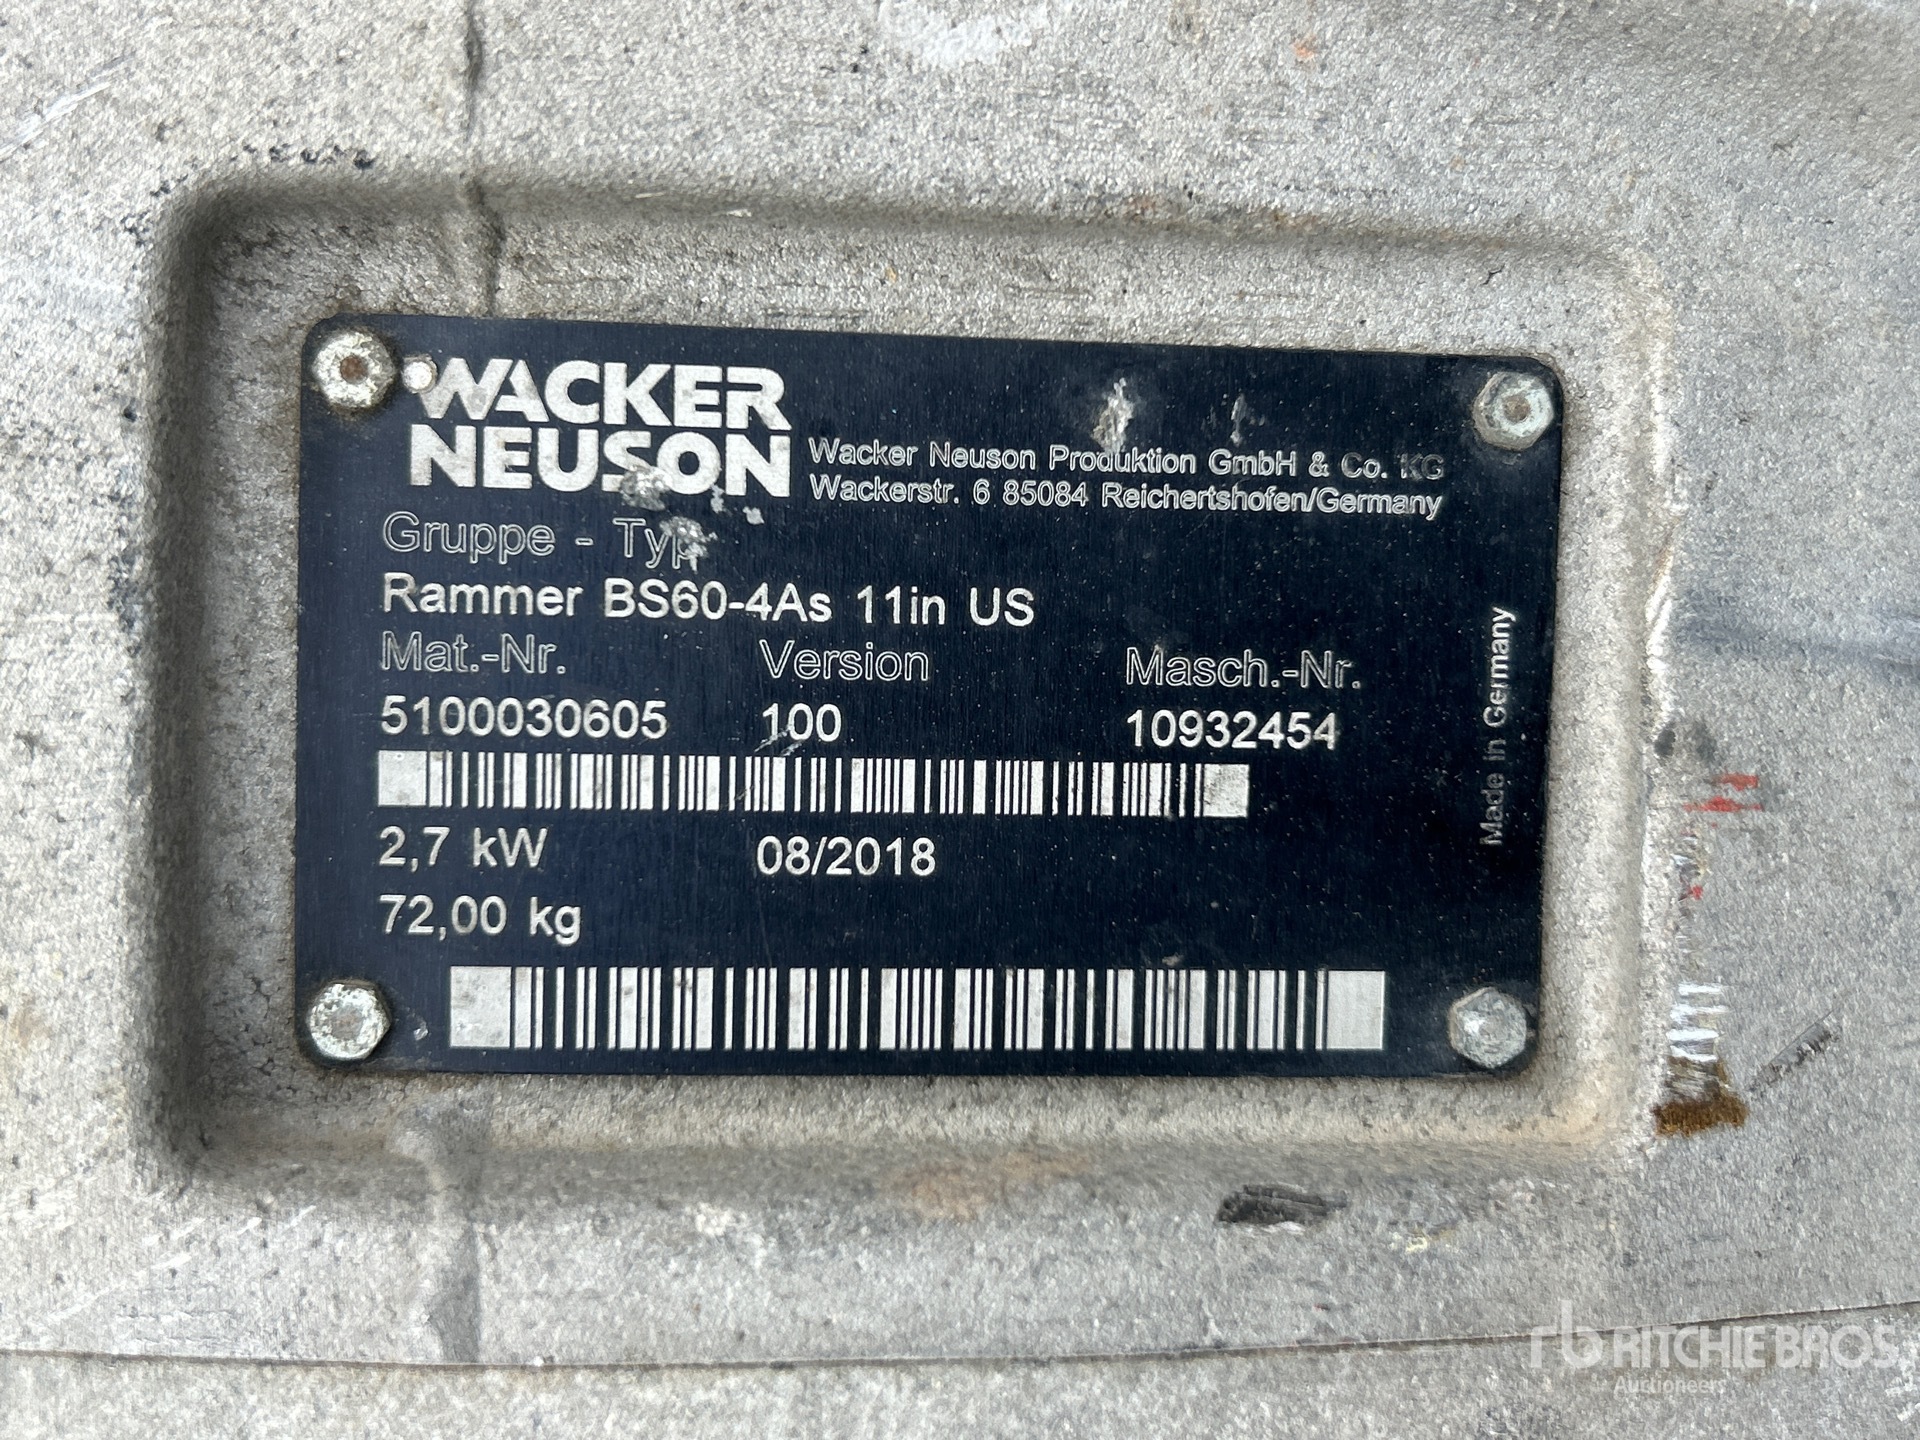 WACKER
NEUSON
Wacker Neuson Produktion GmbH & Co. KG
Wackerstr. 6 85084 Reichertshofen/Germany
Gruppe - Typ
Rammer BS60-4As 11in US
Mat.-Nr. Version Masch.-Nr.
5100030605 100 10932454
2,7 kW 08/2018
72,00 kg
Made in Germany
rb RITCHIE BROS.
Auctioneers